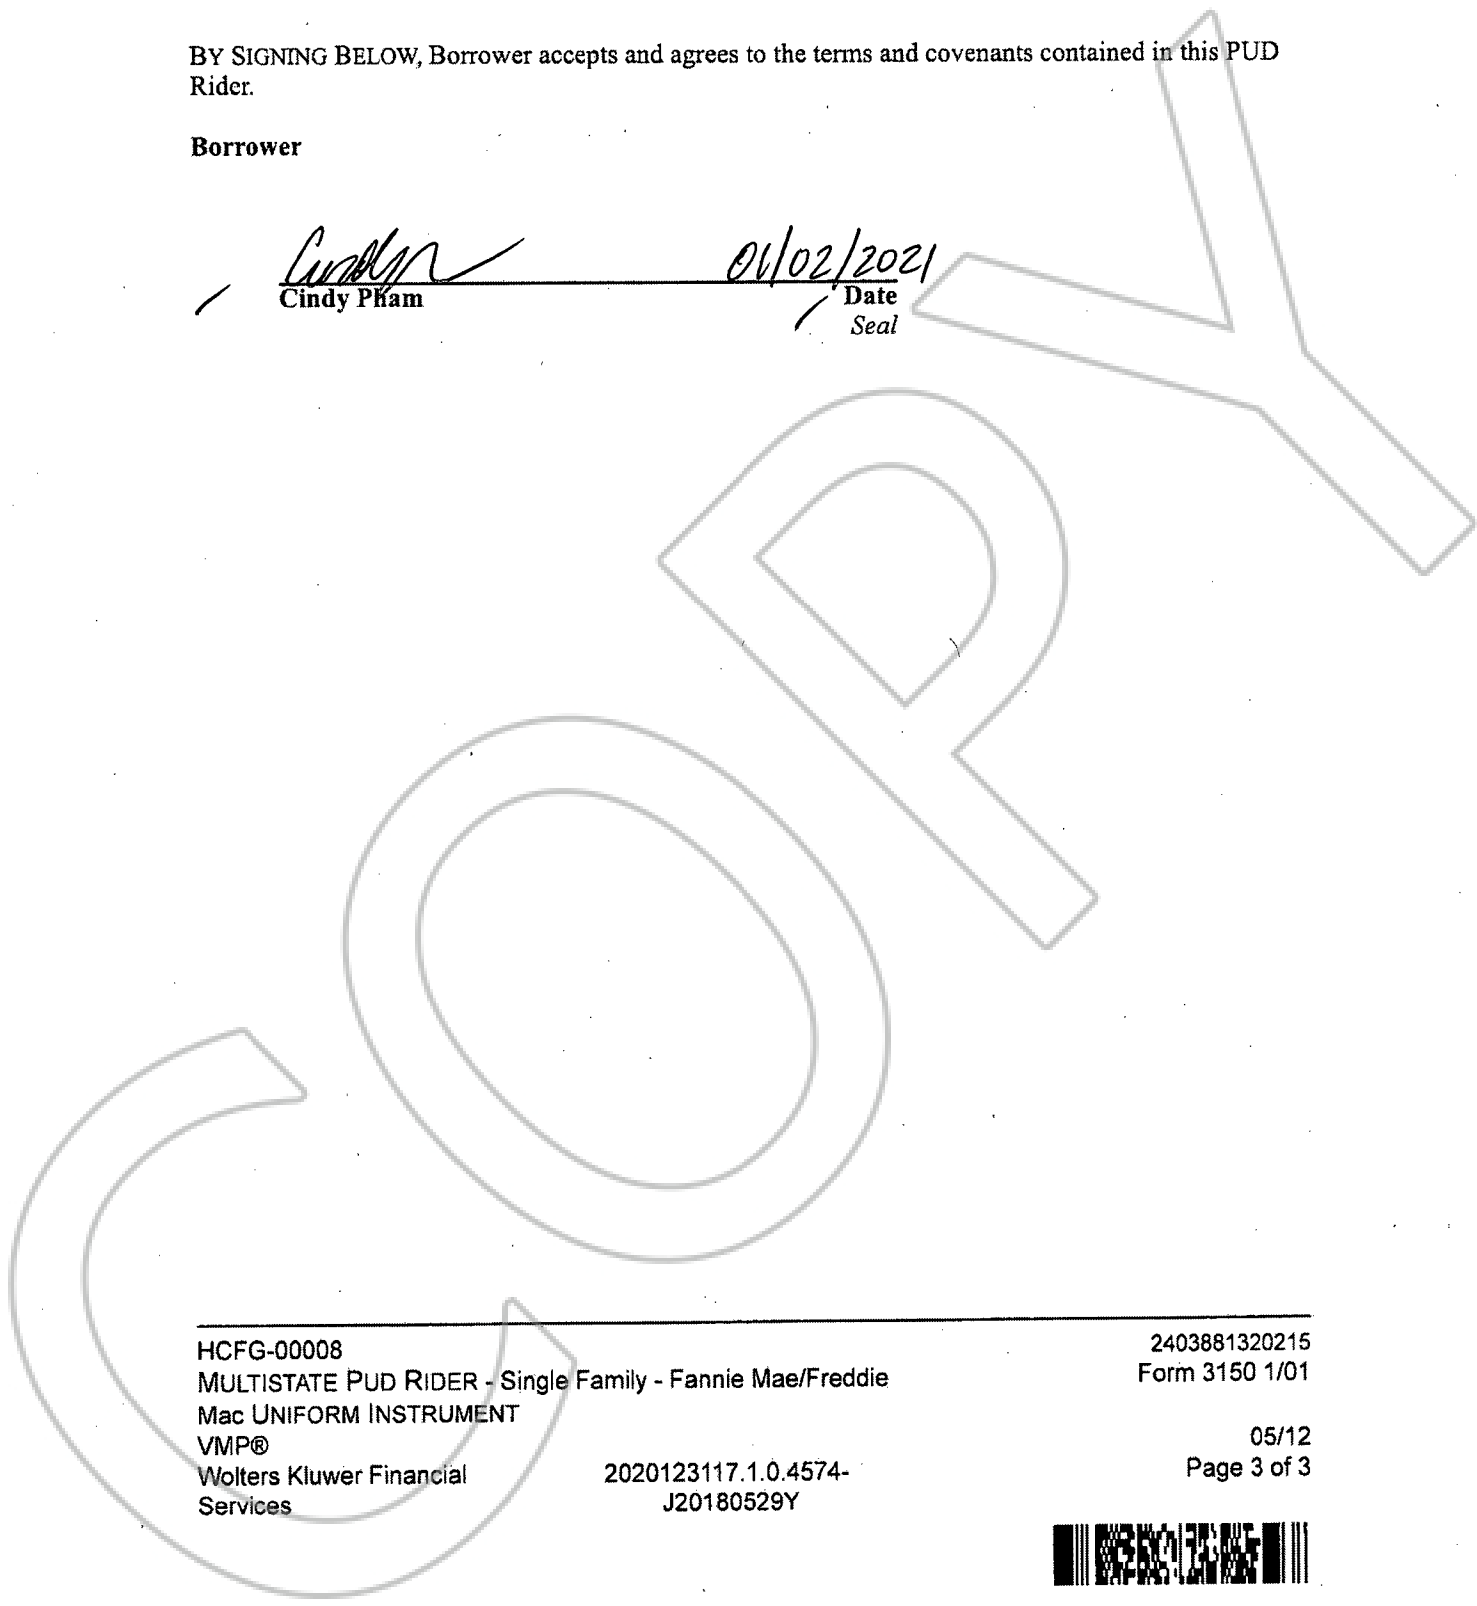 BY SIGNING BELOW, Borrower accepts and agrees to the terms and covenants contained in this PUD
Rider.
Borrower
01/02/2021
Cindy Pham
Date
Seal
COPY
HCFG-00008
2403881320215
MULTISTATE PUD RIDER - Single Family - Fannie Mae/Freddie
Form 3150 1/01
Mac UNIFORM INSTRUMENT
VMP®
05/12
Wolters Kluwer Financial
2020123117.1.0.4574-
Page 3 of 3
Services
J20180529Y